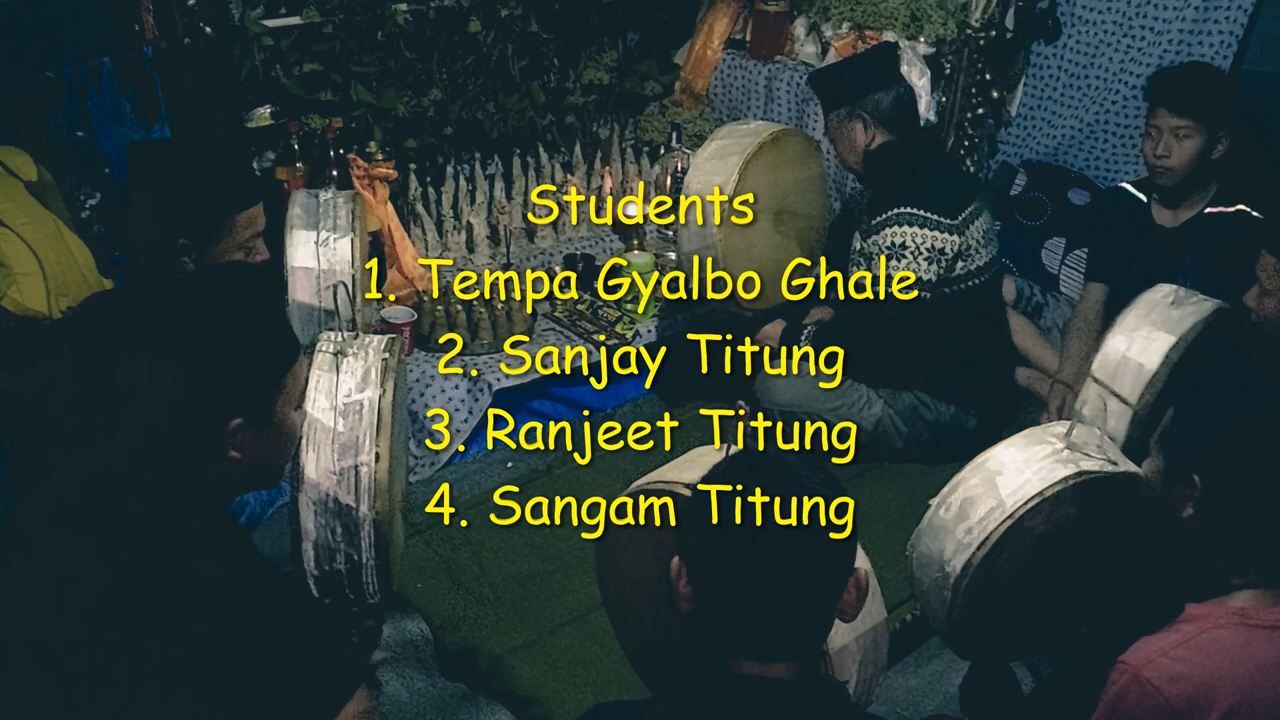 Students
1. Tempa Gyalbo Ghale
2. Sanjay Titung
3. Ranjeet Titung
4. Sangam Titung